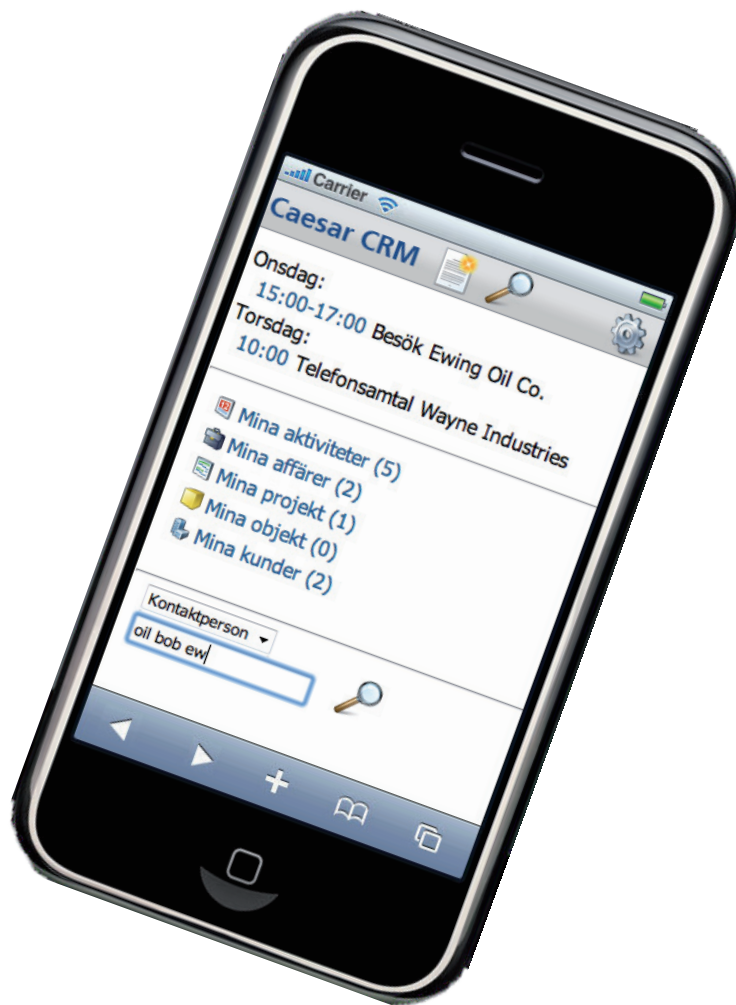 Carrier
Caesar CRM
Onsdag:
15:00-17:00 Besök Ewing Oil Co.
Torsdag:
10:00 Telefonsamtal Wayne Industries
Mina aktiviteter (5)
Mina affärer (2)
Mina projekt (1)
Mina objekt (0)
Mina kunder (2)
Kontaktperson
oil bob ew